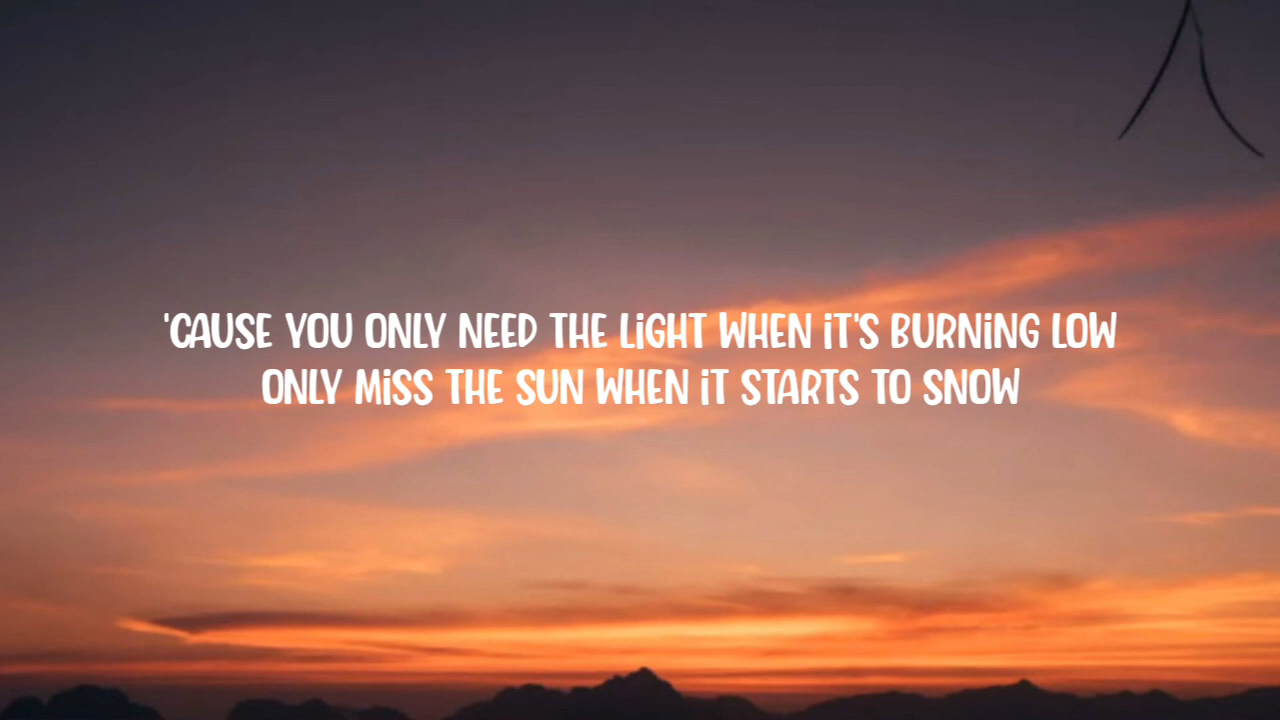 'CAUSE YOU ONLY NEED THE LiGHT WHEN iT'S BURNiNG LOW
ONLY MiSS THE SUN WHEN iT STARTS TO SNOW